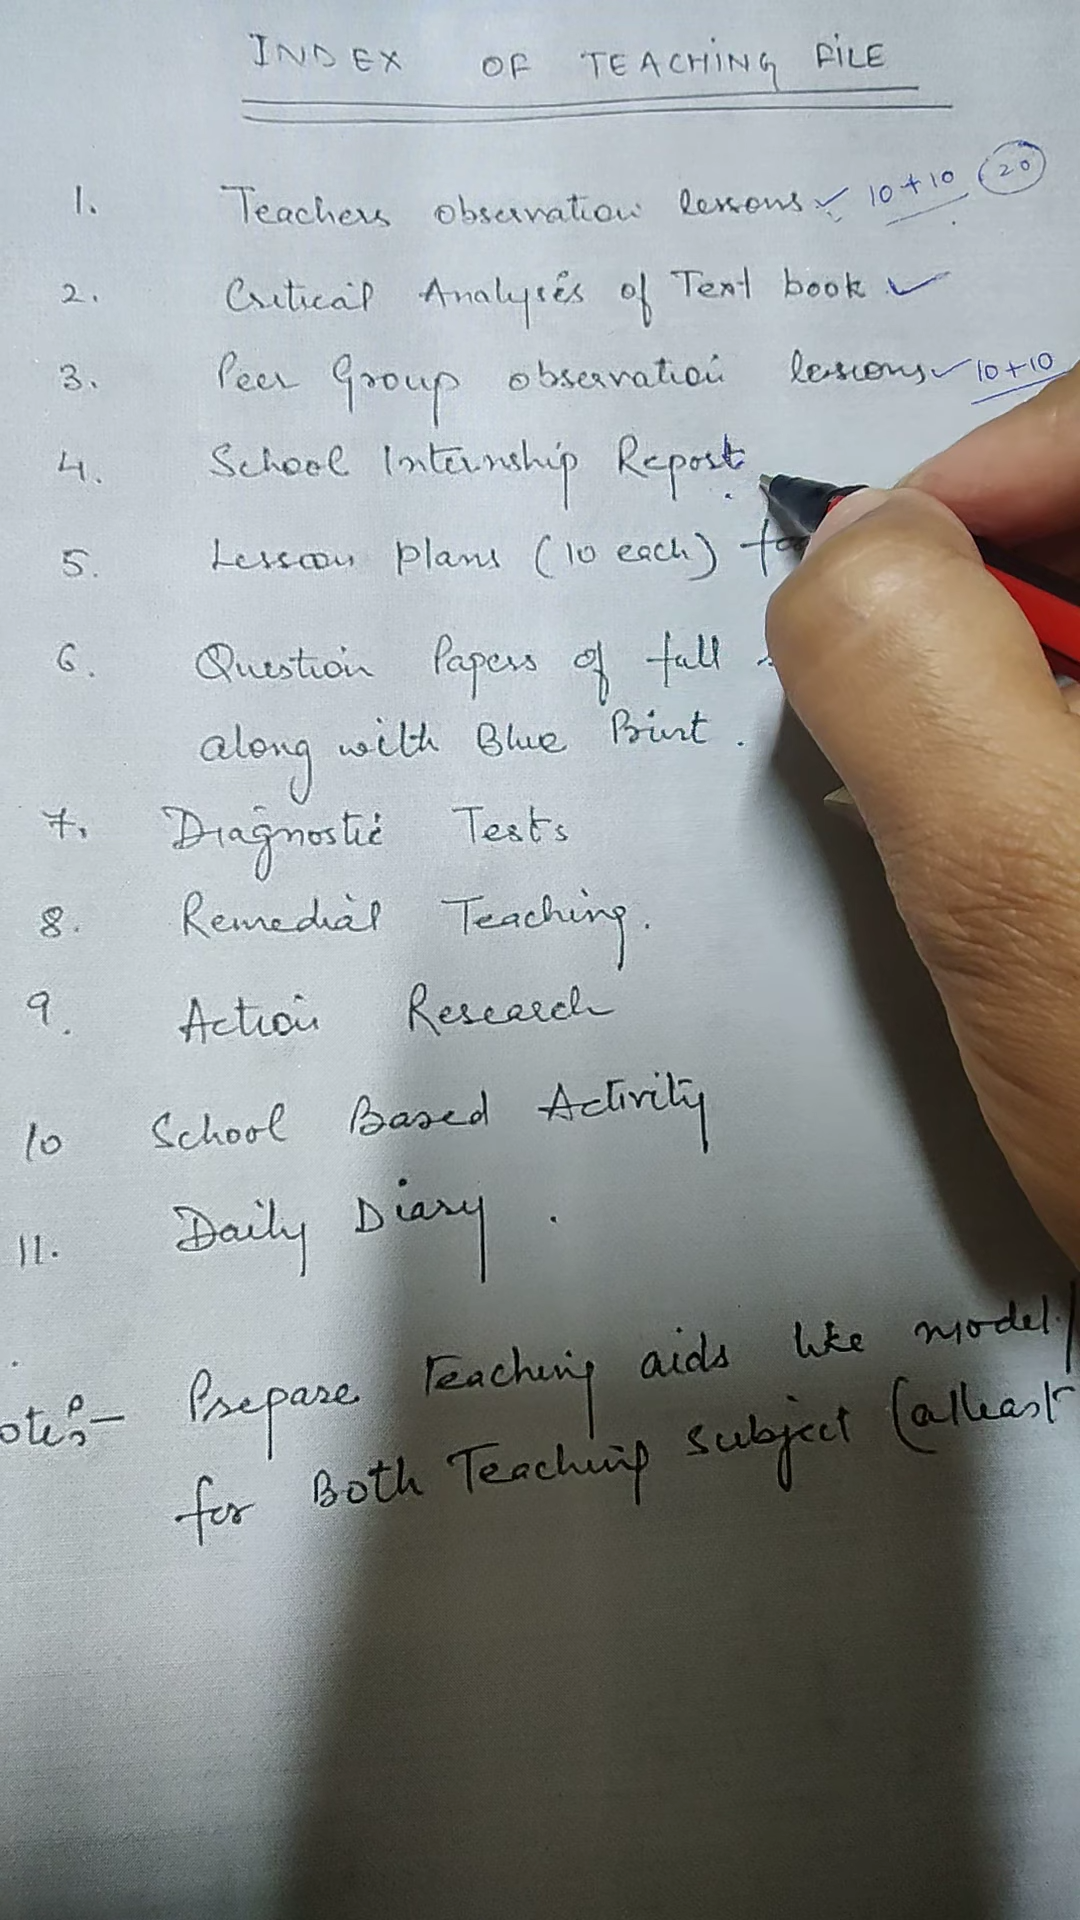 INDEX OF TEACHING FILE
1. Teachers observation lessons ✓ 10+10 20
2. Critical Analysis of Text book ✓
3. Peer Group observation lessons ✓ 10+10
4. School Internship Report
5. Lesson plans (10 each)
6. Question Papers of full
along with Blue Print.
7. Diagnostic Tests
8. Remedial Teaching.
9. Action Research
10 School Based Activity
11. Daily Diary.
Prepare Teaching aids like model/
for Both Teaching subject (atleast